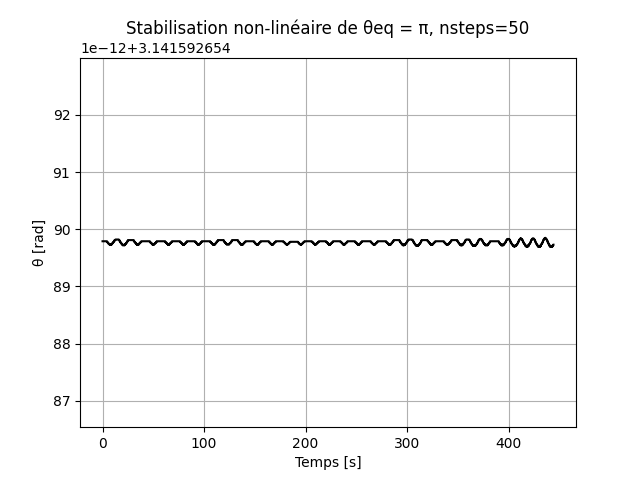 Stabilisation non-linéaire de θeq = π, nsteps=50
1e−12+3.141592654
92
91
90
89
88
87
θ [rad]
0
100
200
300
400
Temps [s]